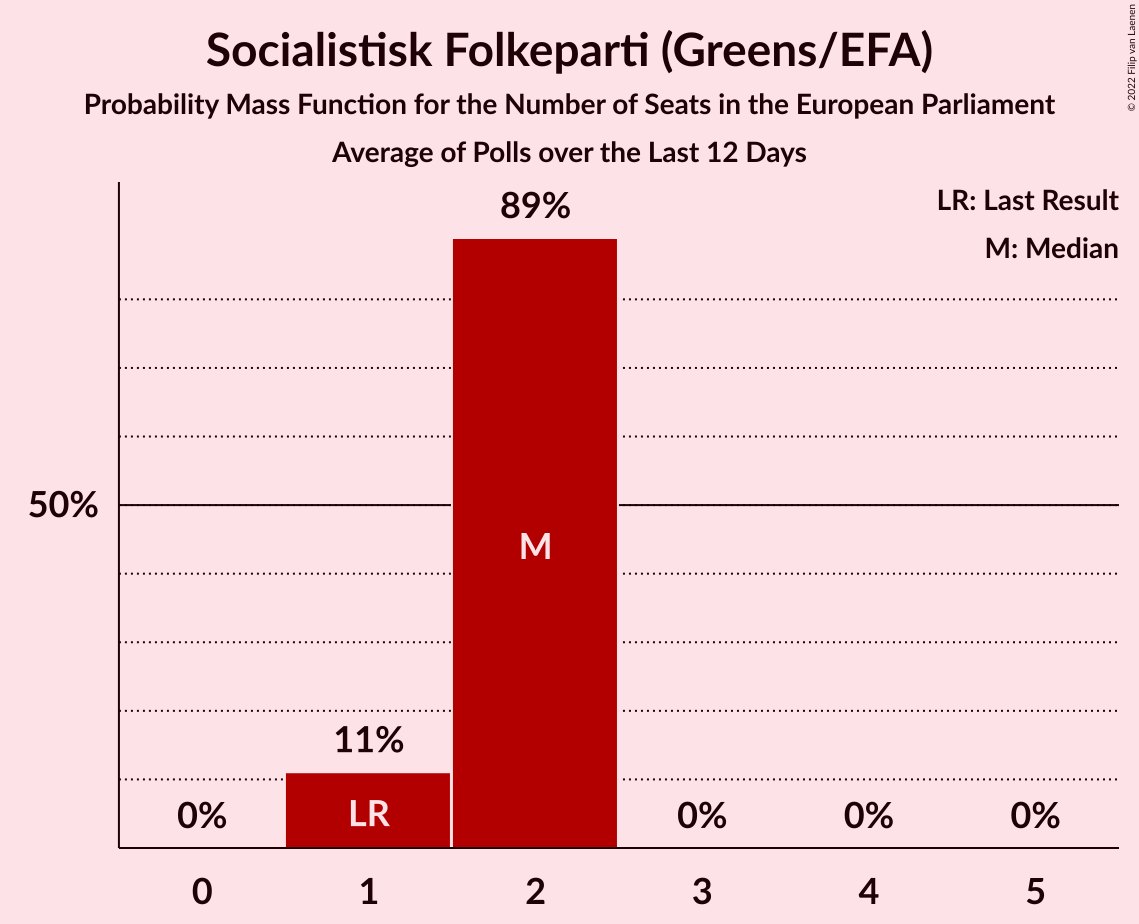 Socialistisk Folkeparti (Greens/EFA)
Probability Mass Function for the Number of Seats in the European Parliament
Average of Polls over the Last 12 Days
© 2022 Filip van Laenen
LR: Last Result
M: Median
89%
50%
M
11%
LR
0%
0%
0%
0%
0 1 2 3 4 5